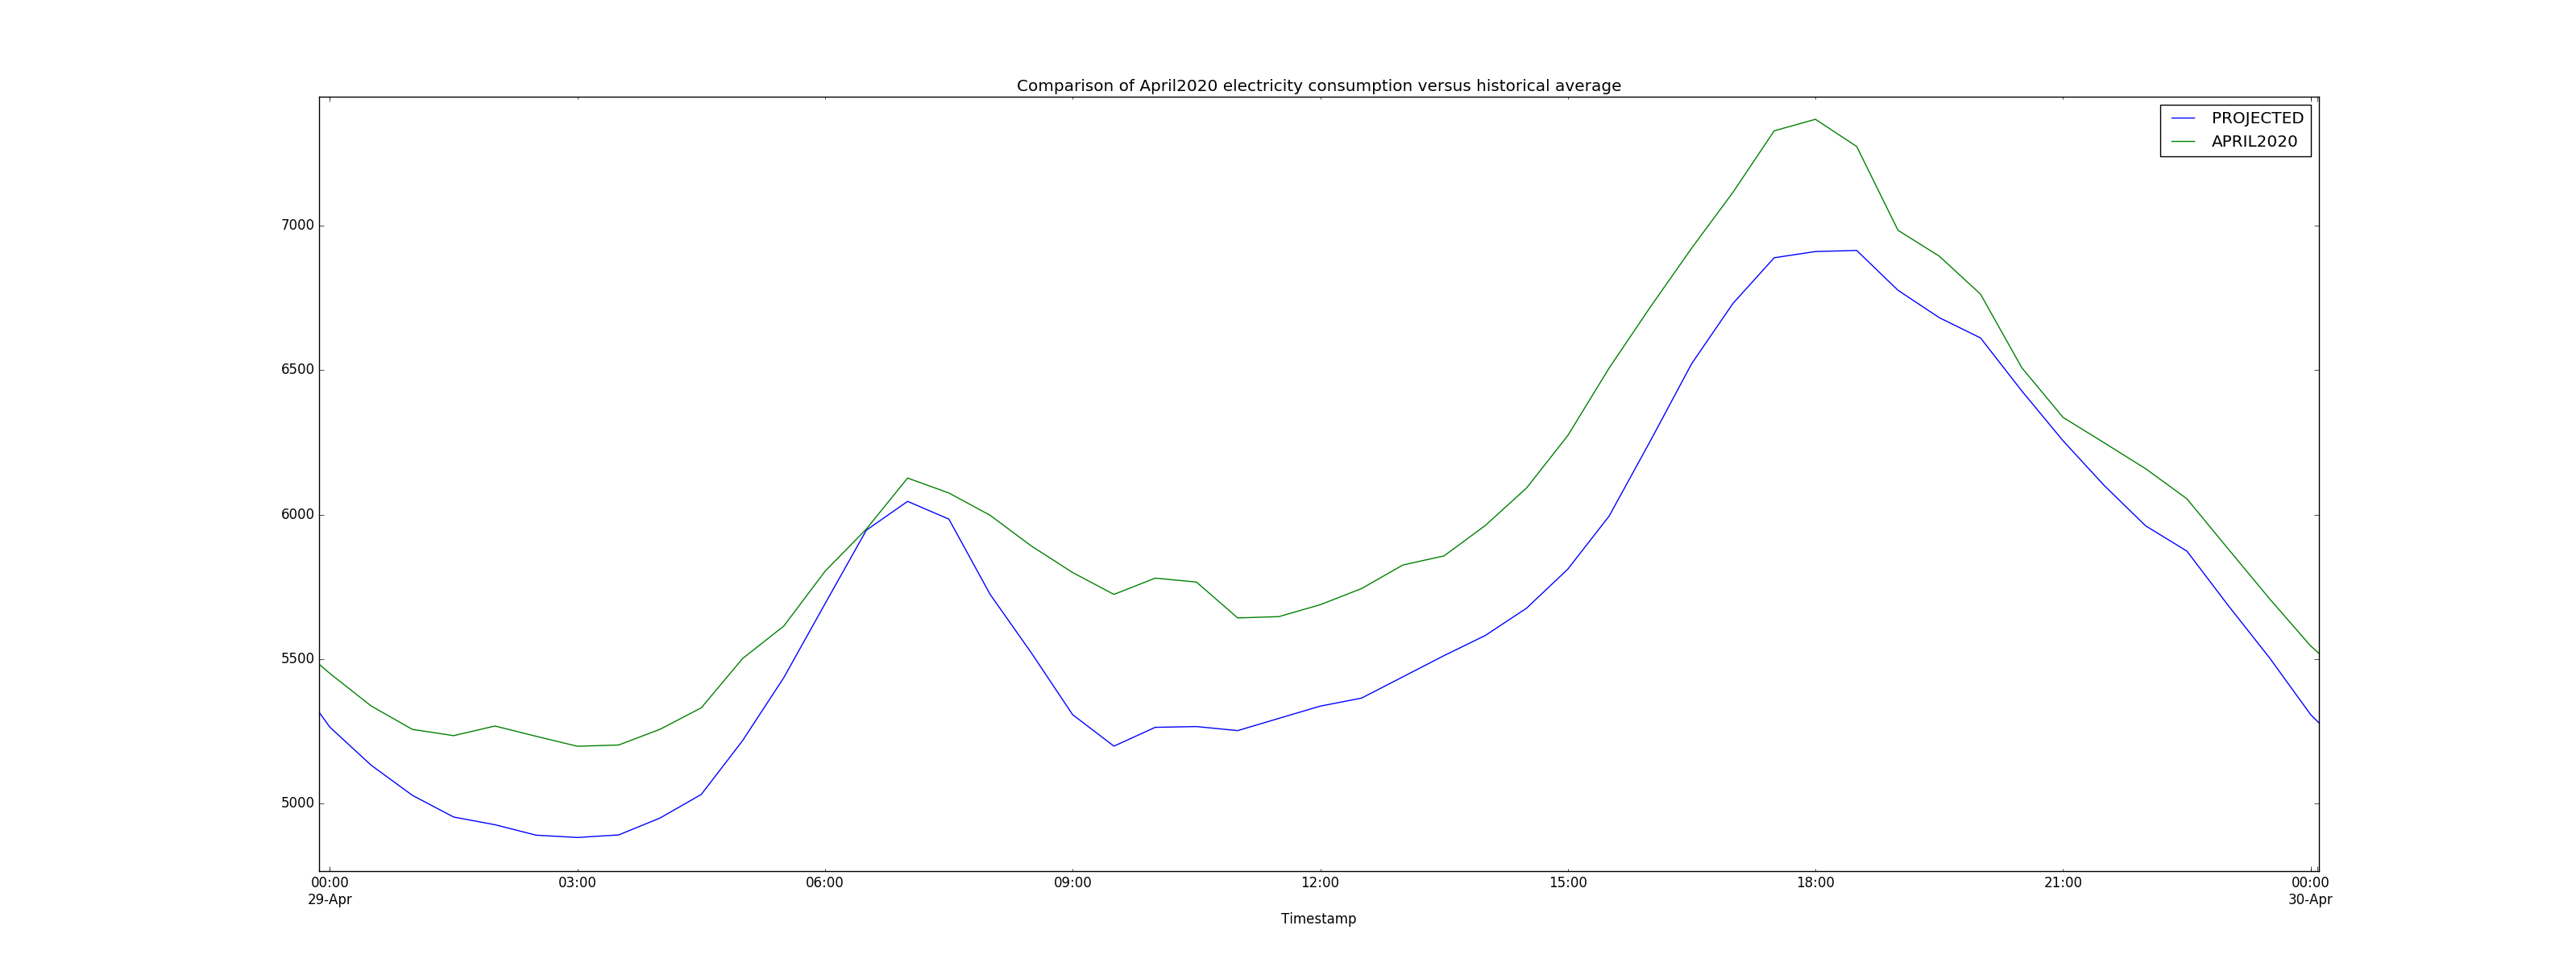 Comparison of April2020 electricity consumption versus historical average
PROJECTED
APRIL2020
7000
6500
6000
5500
5000
00:00 03:00 06:00 09:00 12:00 15:00 18:00 21:00 00:00
29-Apr 30-Apr
Timestamp